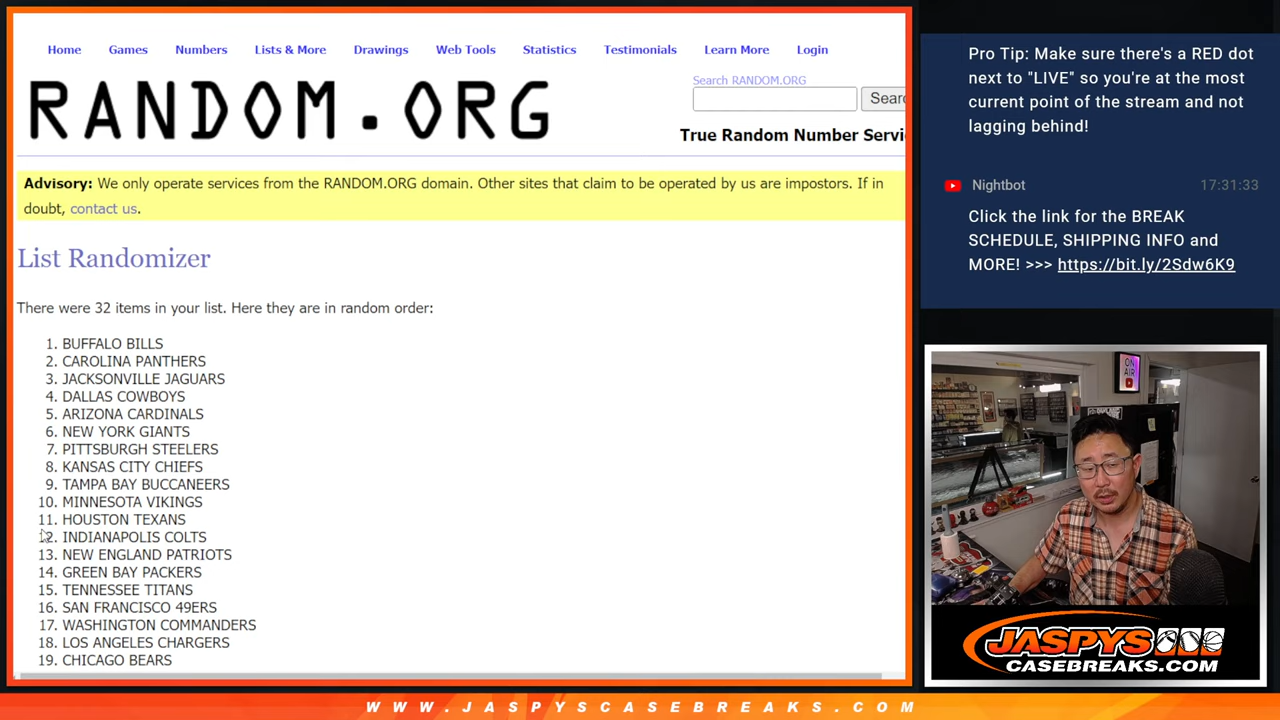 Home Games Numbers Lists & More Drawings Web Tools Statistics Testimonials Learn More Login
Search RANDOM.ORG
RANDOM.ORG
Searc
True Random Number Servi
Advisory: We only operate services from the RANDOM.ORG domain. Other sites that claim to be operated by us are impostors. If in
doubt, contact us.
List Randomizer
There were 32 items in your list. Here they are in random order:
1. BUFFALO BILLS
2. CAROLINA PANTHERS
3. JACKSONVILLE JAGUARS
4. DALLAS COWBOYS
5. ARIZONA CARDINALS
6. NEW YORK GIANTS
7. PITTSBURGH STEELERS
8. KANSAS CITY CHIEFS
9. TAMPA BAY BUCCANEERS
10. MINNESOTA VIKINGS
11. HOUSTON TEXANS
12. INDIANAPOLIS COLTS
13. NEW ENGLAND PATRIOTS
14. GREEN BAY PACKERS
15. TENNESSEE TITANS
16. SAN FRANCISCO 49ERS
17. WASHINGTON COMMANDERS
18. LOS ANGELES CHARGERS
19. CHICAGO BEARS
Pro Tip: Make sure there's a RED dot
next to "LIVE" so you're at the most
current point of the stream and not
lagging behind!
Nightbot 17:31:33
Click the link for the BREAK
SCHEDULE, SHIPPING INFO and
MORE! >>> https://bit.ly/2Sdw6K9
ON
AIR
JASPYS
CASEBREAKS.COM
WWW.JASPYSCASEBREAKS.COM